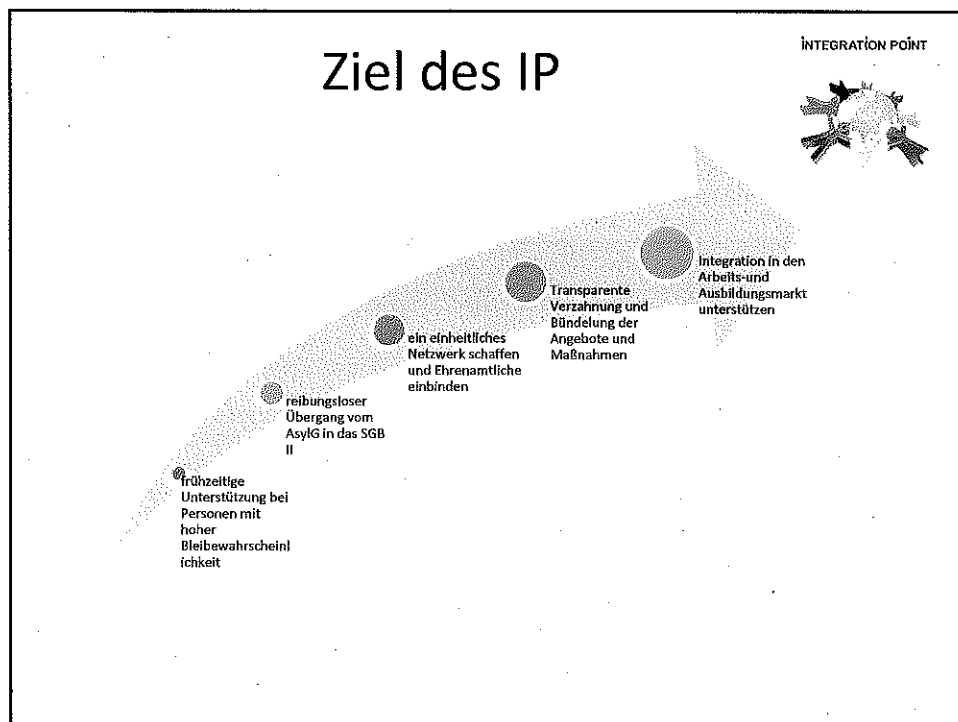 Ziel des IP
INTEGRATION POINT
frühzeitige
Unterstützung bei
Personen mit
hoher
Bleibewahrscheinl
ichkeit
reibungsloser
Übergang vom
AsylG in das SGB
II
ein einheitliches
Netzwerk schaffen
und Ehrenamtliche
einbinden
Transparente
Verzahnung und
Bündelung der
Angebote und
Maßnahmen
Integration in den
Arbeits-und
Ausbildungsmarkt
unterstützen